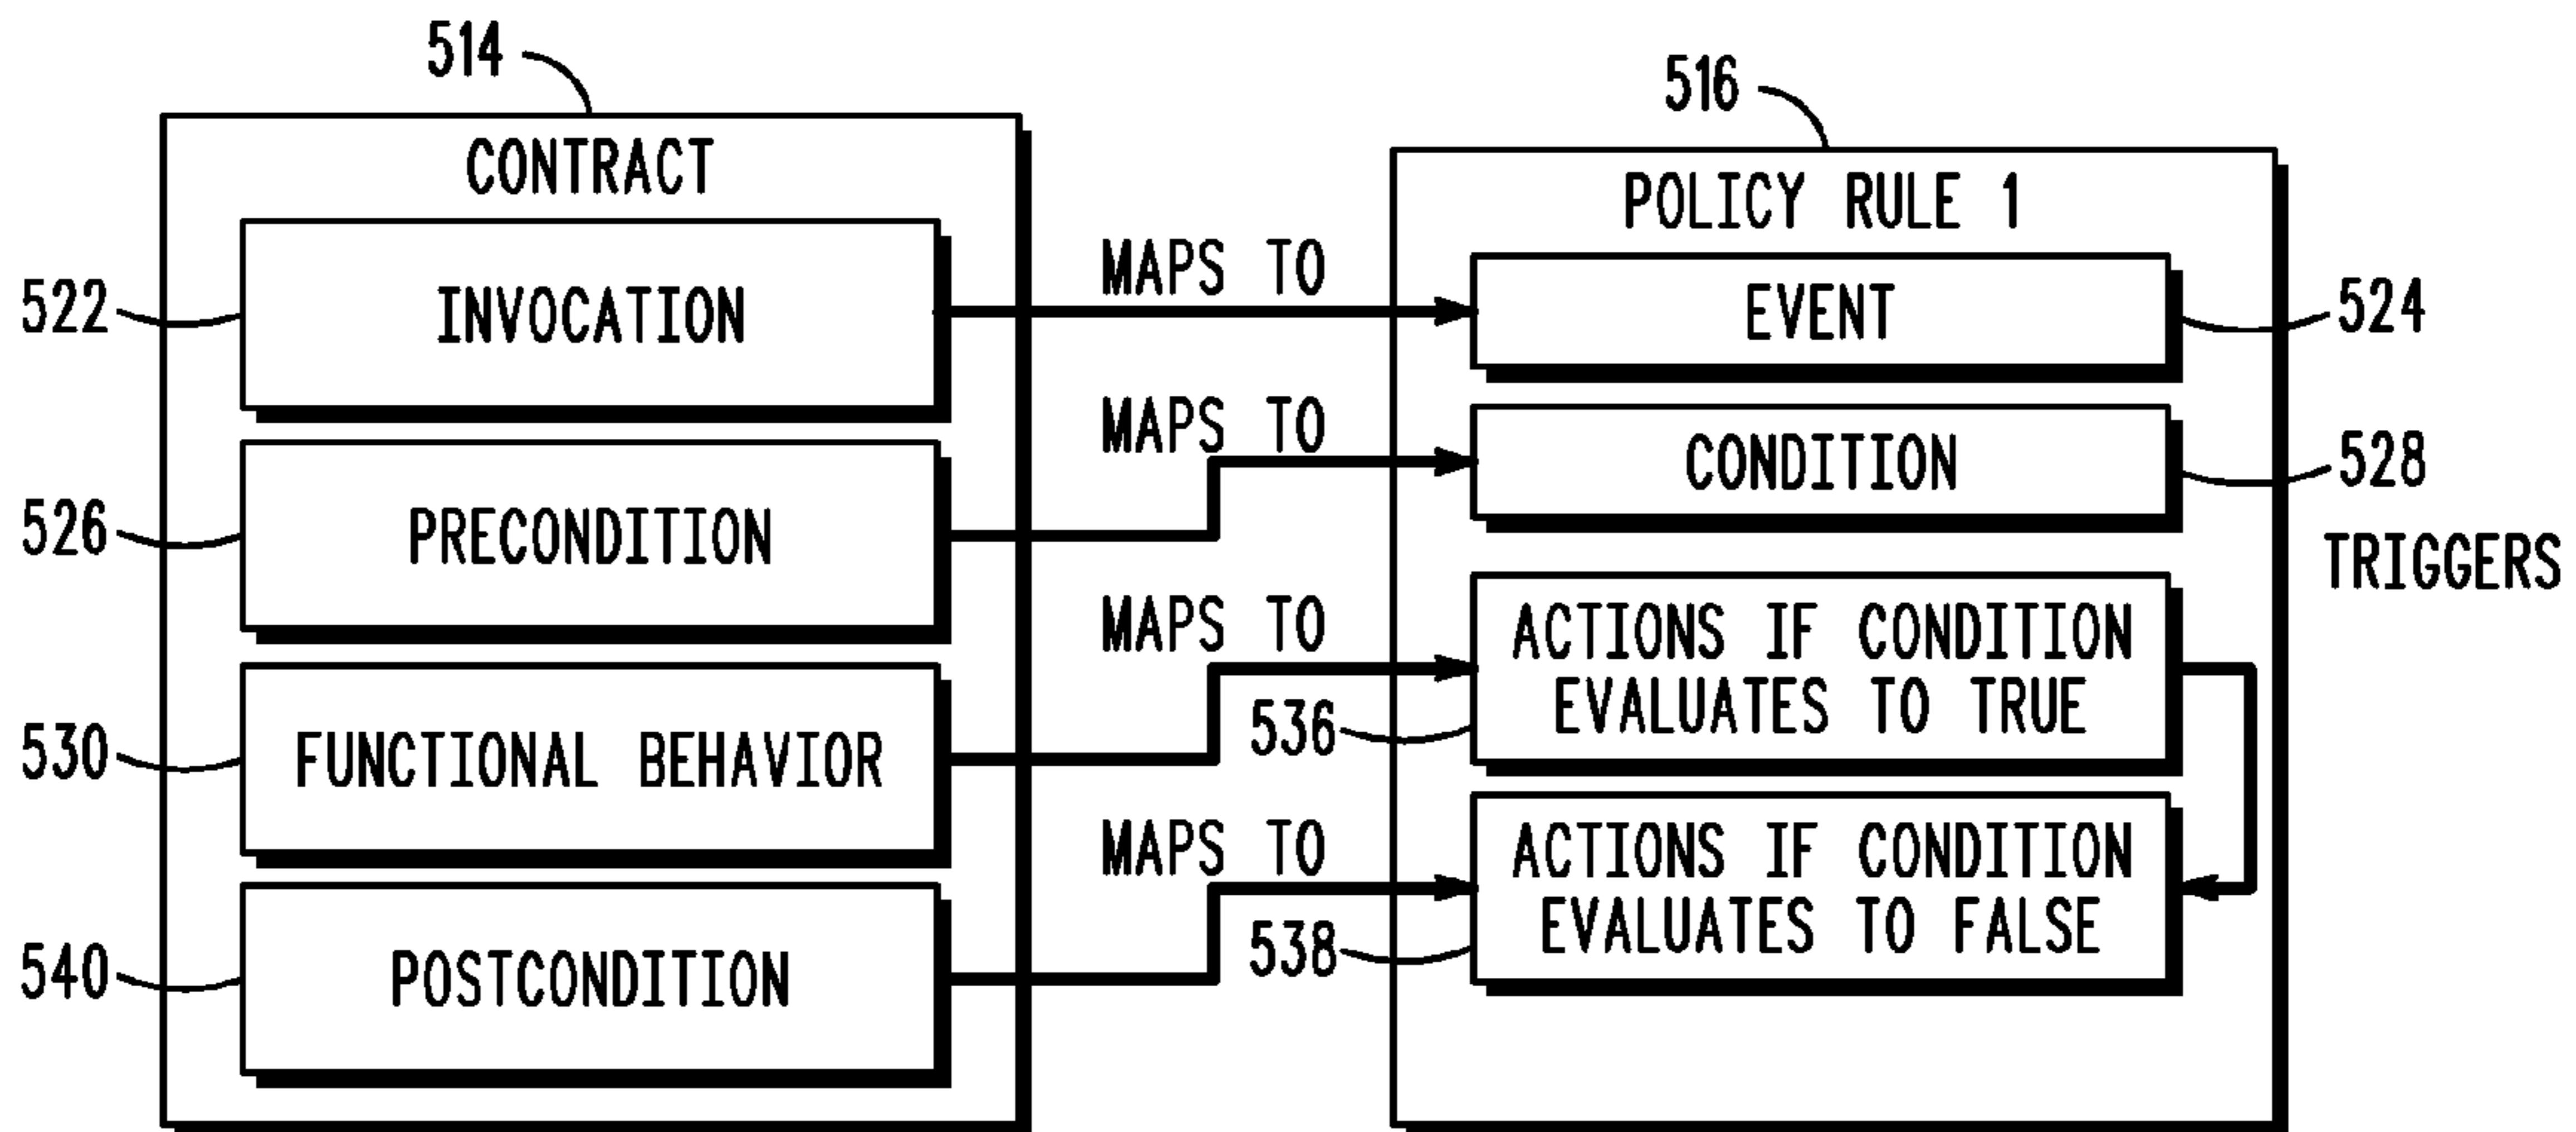 514
CONTRACT
522
INVOCATION
526
PRECONDITION
530
FUNCTIONAL BEHAVIOR
540
POSTCONDITION
MAPS TO
MAPS TO
MAPS TO
MAPS TO
516
POLICY RULE 1
EVENT
524
CONDITION
528
TRIGGERS
536
ACTIONS IF CONDITION
EVALUATES TO TRUE
538
ACTIONS IF CONDITION
EVALUATES TO FALSE